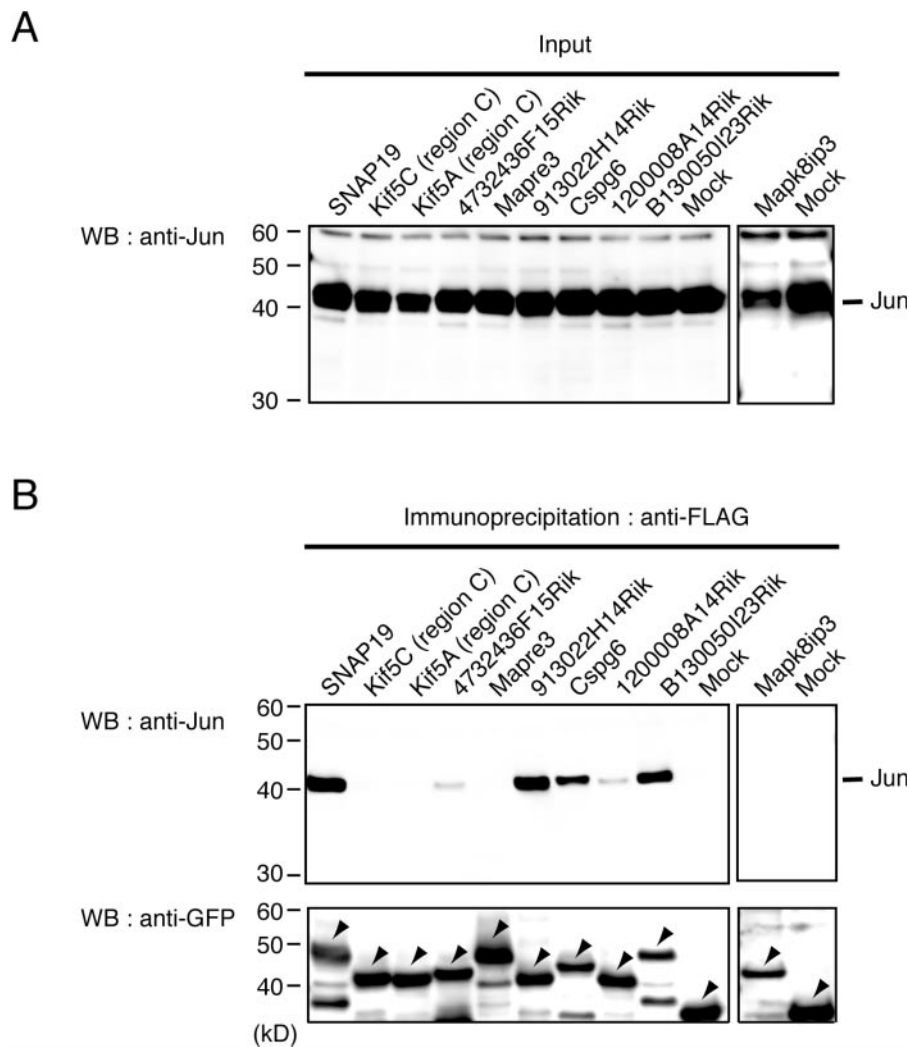 A
Input
SNAP19
Kif5C (region C)
Kif5A (region C)
4732436F15Rik
Mapre3
913022H14Rik
Cspg6
1200008A14Rik
B130050I23Rik
Mock
Mapk8ip3
Mock
WB : anti-Jun
60
50
40
30
Jun
B
Immunoprecipitation : anti-FLAG
SNAP19
Kif5C (region C)
Kif5A (region C)
4732436F15Rik
Mapre3
913022H14Rik
Cspg6
1200008A14Rik
B130050I23Rik
Mock
Mapk8ip3
Mock
WB : anti-Jun
60
50
40
30
Jun
WB : anti-GFP
60
50
40
(kD)